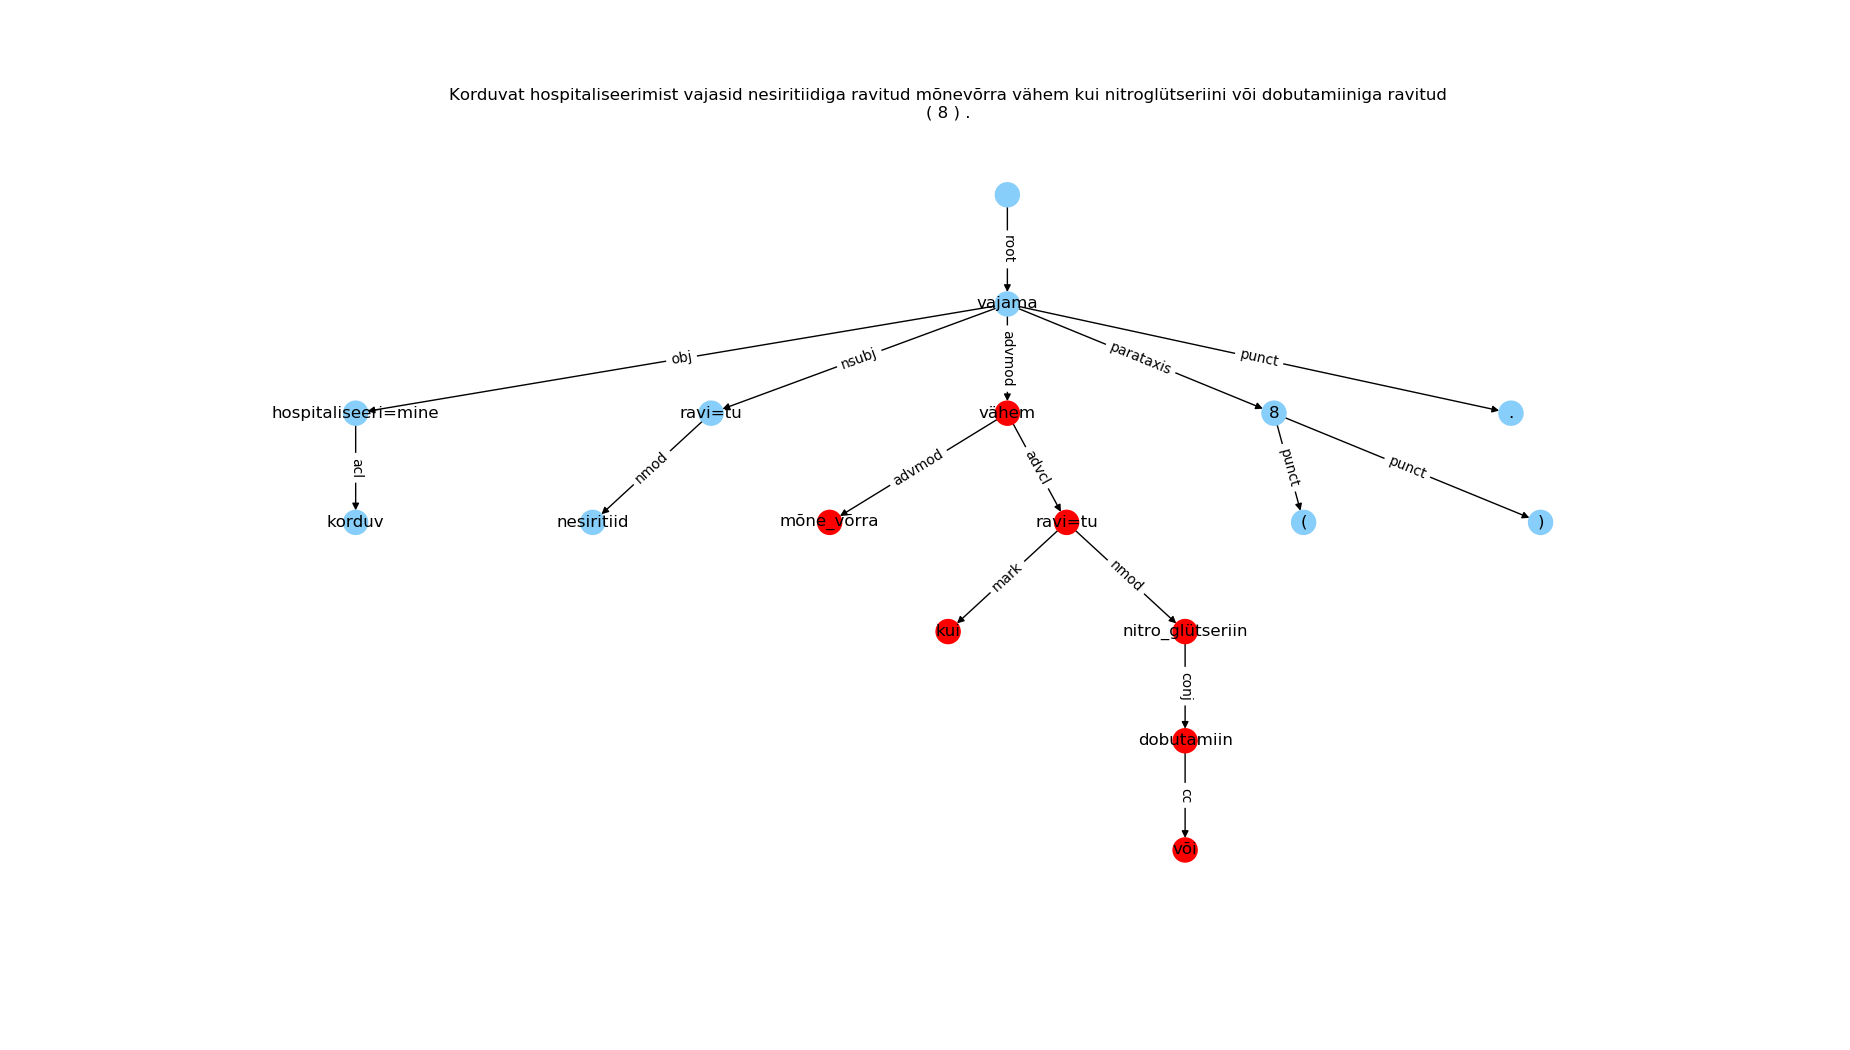 Korduvat hospitaliseerimist vajasid nesiritiidiga ravitud mõnevõrra vähem kui nitroglütseriini või dobutamiiniga ravitud
( 8 ) .
root
vajama
obj
nsubj
advmod
parataxis
punct
hospitaliseeri=mine
ravi=tu
vähem
8
.
acl
nmod
advmod
advcl
punct
punct
korduv
nesiritiid
mõne_võrra
ravi=tu
(
)
mark
nmod
kui
nitro_glütseriin
conj
dobutamiin
cc
või